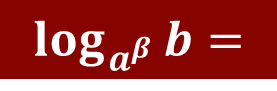 log_{a^β} b =